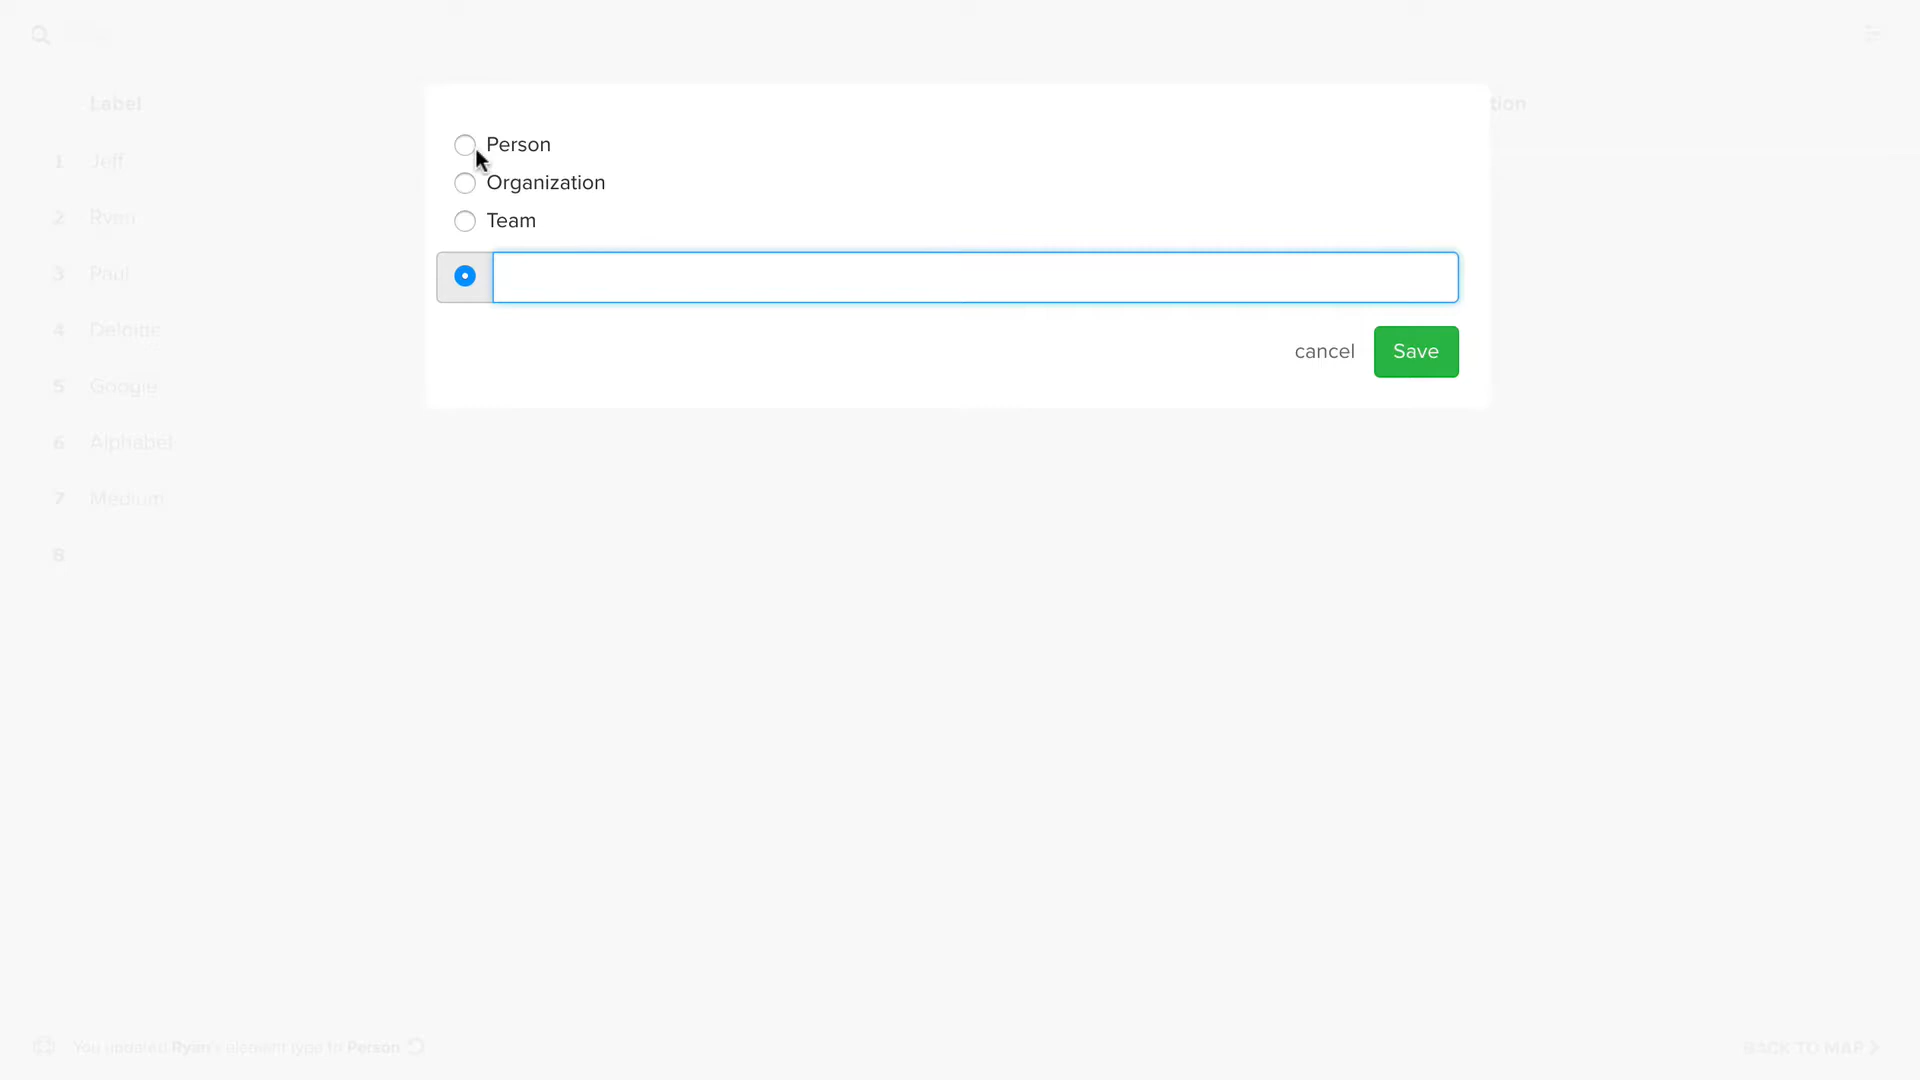 Label
tion
Person
1 Jeff
Organization
2 Ryan
Team
3 Paul
4 Deloitte
cancel
Save
5 Google
6 Alphabet
7 Medium
8
You updated Ryan's element type to Person
BACK TO MAP